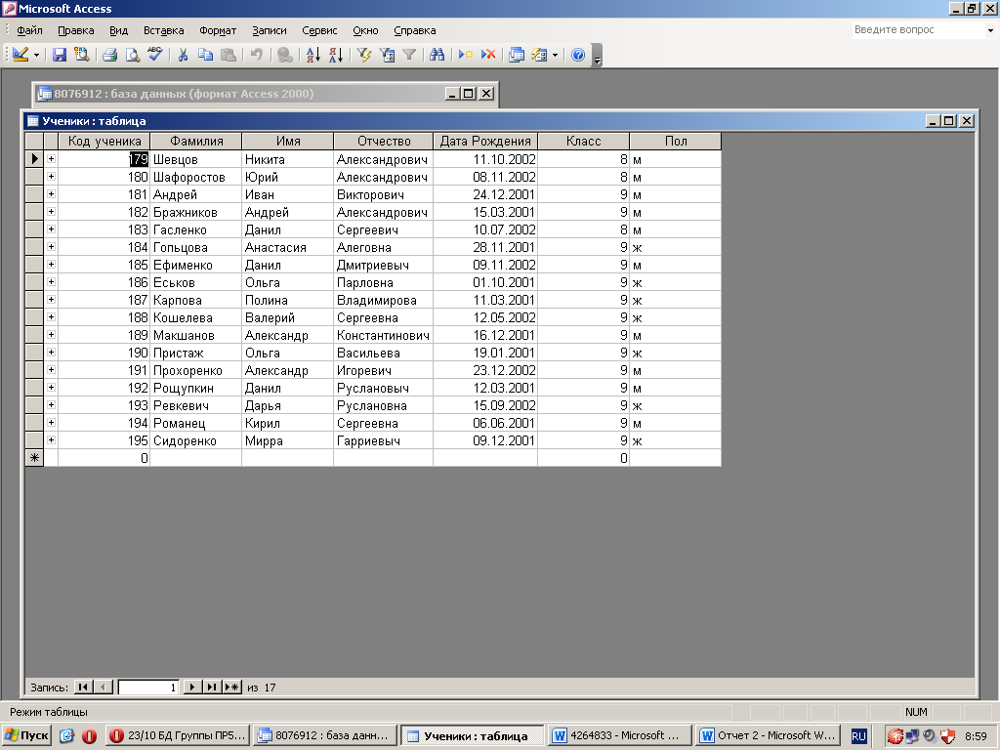 Microsoft Access
Файл Правка Вид Вставка Формат Записи Сервис Окно Справка Введите вопрос
8076912 : база данных (формат Access 2000)
Ученики : таблица
Код ученика Фамилия Имя Отчество Дата Рождения Класс Пол
179 Шевцов Никита Александрович 11.10.2002 8 м
180 Шафоростов Юрий Александрович 08.11.2002 8 м
181 Андрей Иван Викторович 24.12.2001 9 м
182 Бражников Андрей Александрович 15.03.2001 9 м
183 Гасленко Данил Сергеевич 10.07.2002 8 м
184 Гопьцова Анастасия Алеговна 28.11.2001 9 ж
185 Ефименко Данил Дмитриевыч 09.11.2002 9 м
186 Еськов Ольга Парловна 01.10.2001 9 ж
187 Карпова Полина Владимирова 11.03.2001 9 ж
188 Кошелева Валерий Сергеевна 12.05.2002 9 ж
189 Макшанов Александр Константинович 16.12.2001 9 м
190 Пристаж Ольга Васильева 19.01.2001 9 ж
191 Прохоренко Александр Игоревич 23.12.2002 9 м
192 Рощупкин Данил Руслановыч 12.03.2001 9 м
193 Ревкевич Дарья Руслановна 15.09.2002 9 ж
194 Романец Кирил Сергеевна 06.06.2001 9 м
195 Сидоренко Мирра Гарриевыч 09.12.2001 9 ж
0 0
Запись: 1 из 17
Режим таблицы NUM
Пуск 23/10 БД Группы ПР5... 8076912 : база данн... Ученики : таблица 4264833 - Microsoft ... Отчет 2 - Microsoft W... RU 8:59